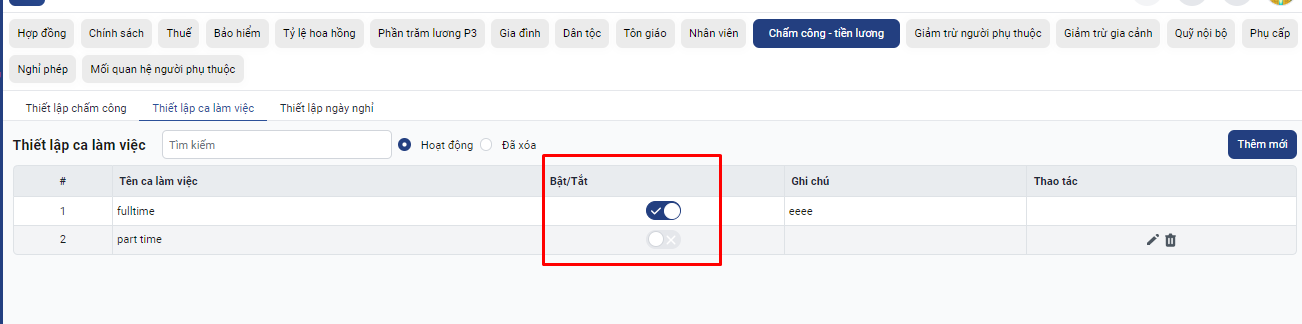 Hợp đồng Chính sách Thuế Bảo hiểm Tỷ lệ hoa hồng Phần trăm lương P3 Gia đình Dân tộc Tôn giáo Nhân viên Chấm công - tiền lương Giảm trừ người phụ thuộc Giảm trừ gia cảnh Quỹ nội bộ Phụ cấp
Nghỉ phép Mối quan hệ người phụ thuộc
Thiết lập chấm công Thiết lập ca làm việc Thiết lập ngày nghỉ
Thiết lập ca làm việc Tìm kiếm Hoạt động Đã xóa Thêm mới
# Tên ca làm việc Bật/Tắt Ghi chú Thao tác
1 fulltime eeee
2 part time